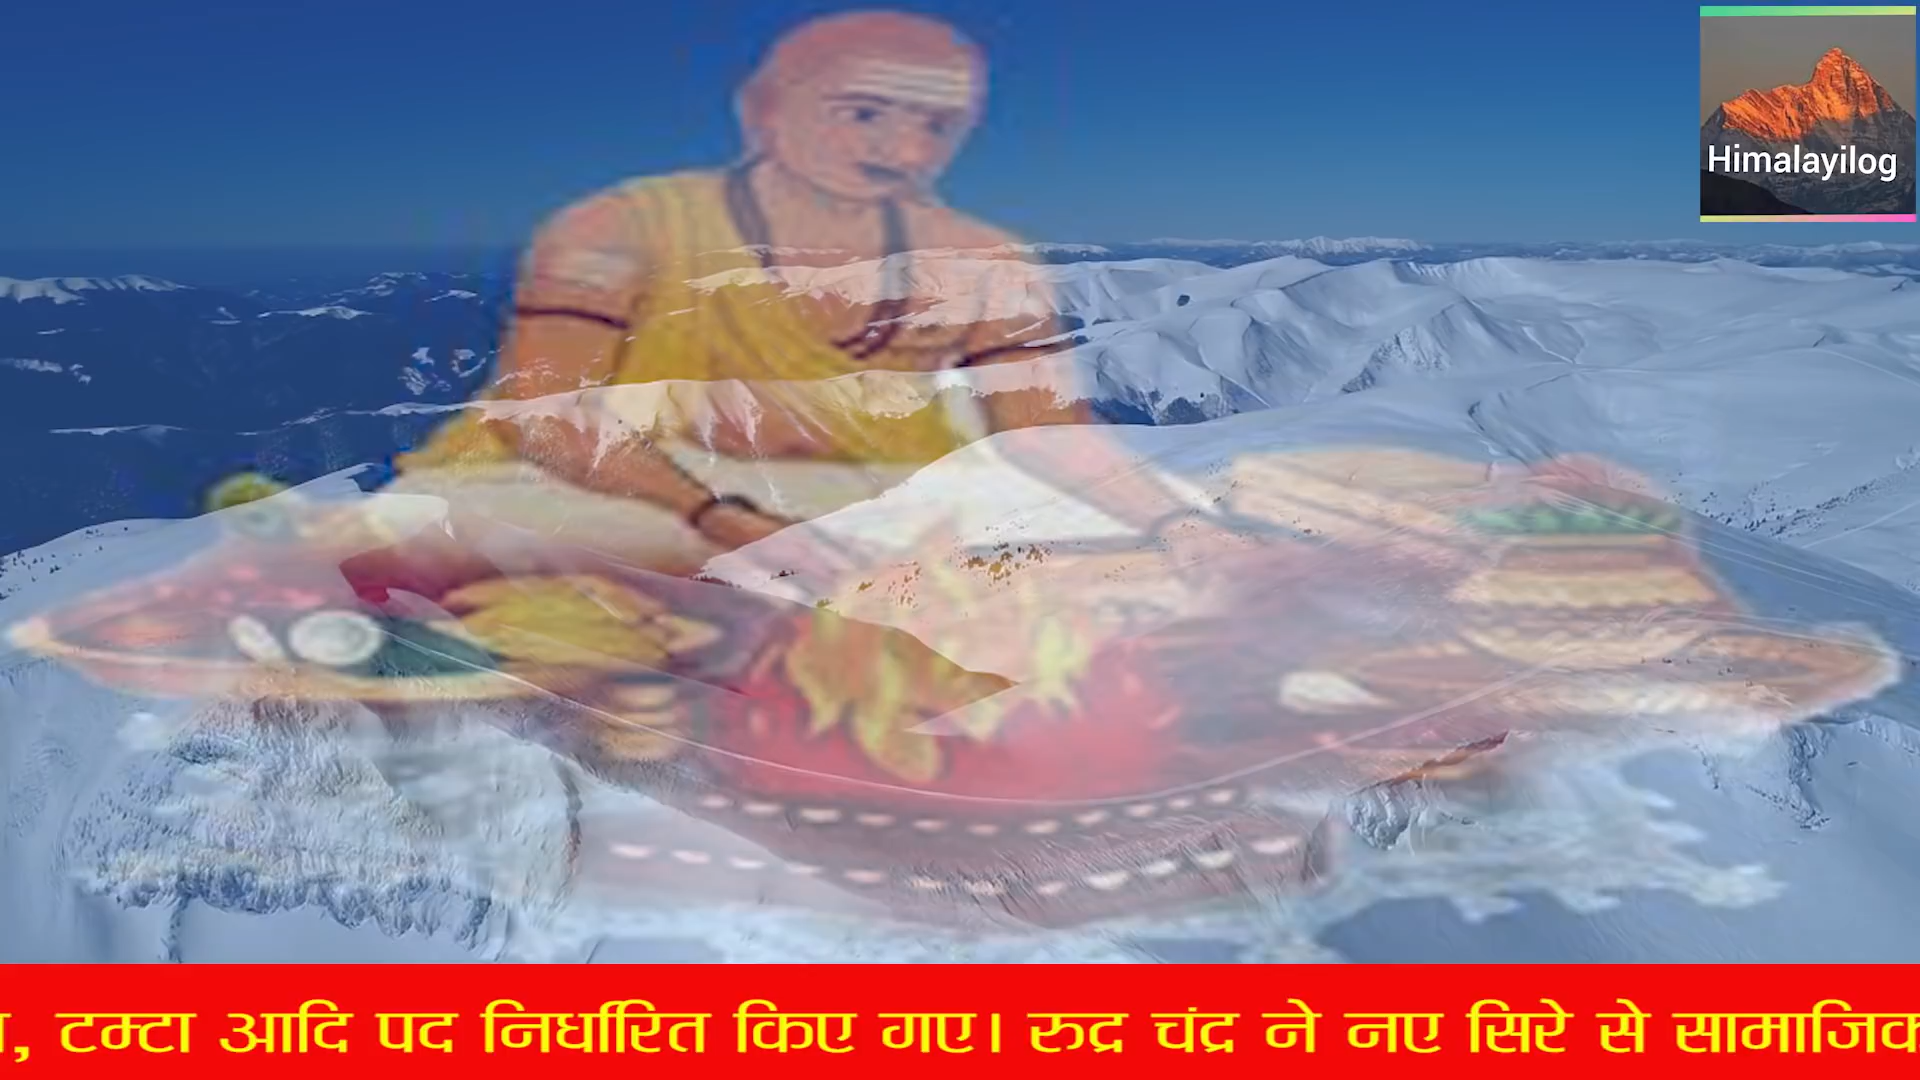 Himalayilog
, टम्टा आदि पद निर्धारित किए गए। रुद्र चंद्र ने नए सिरे से सामाजिक